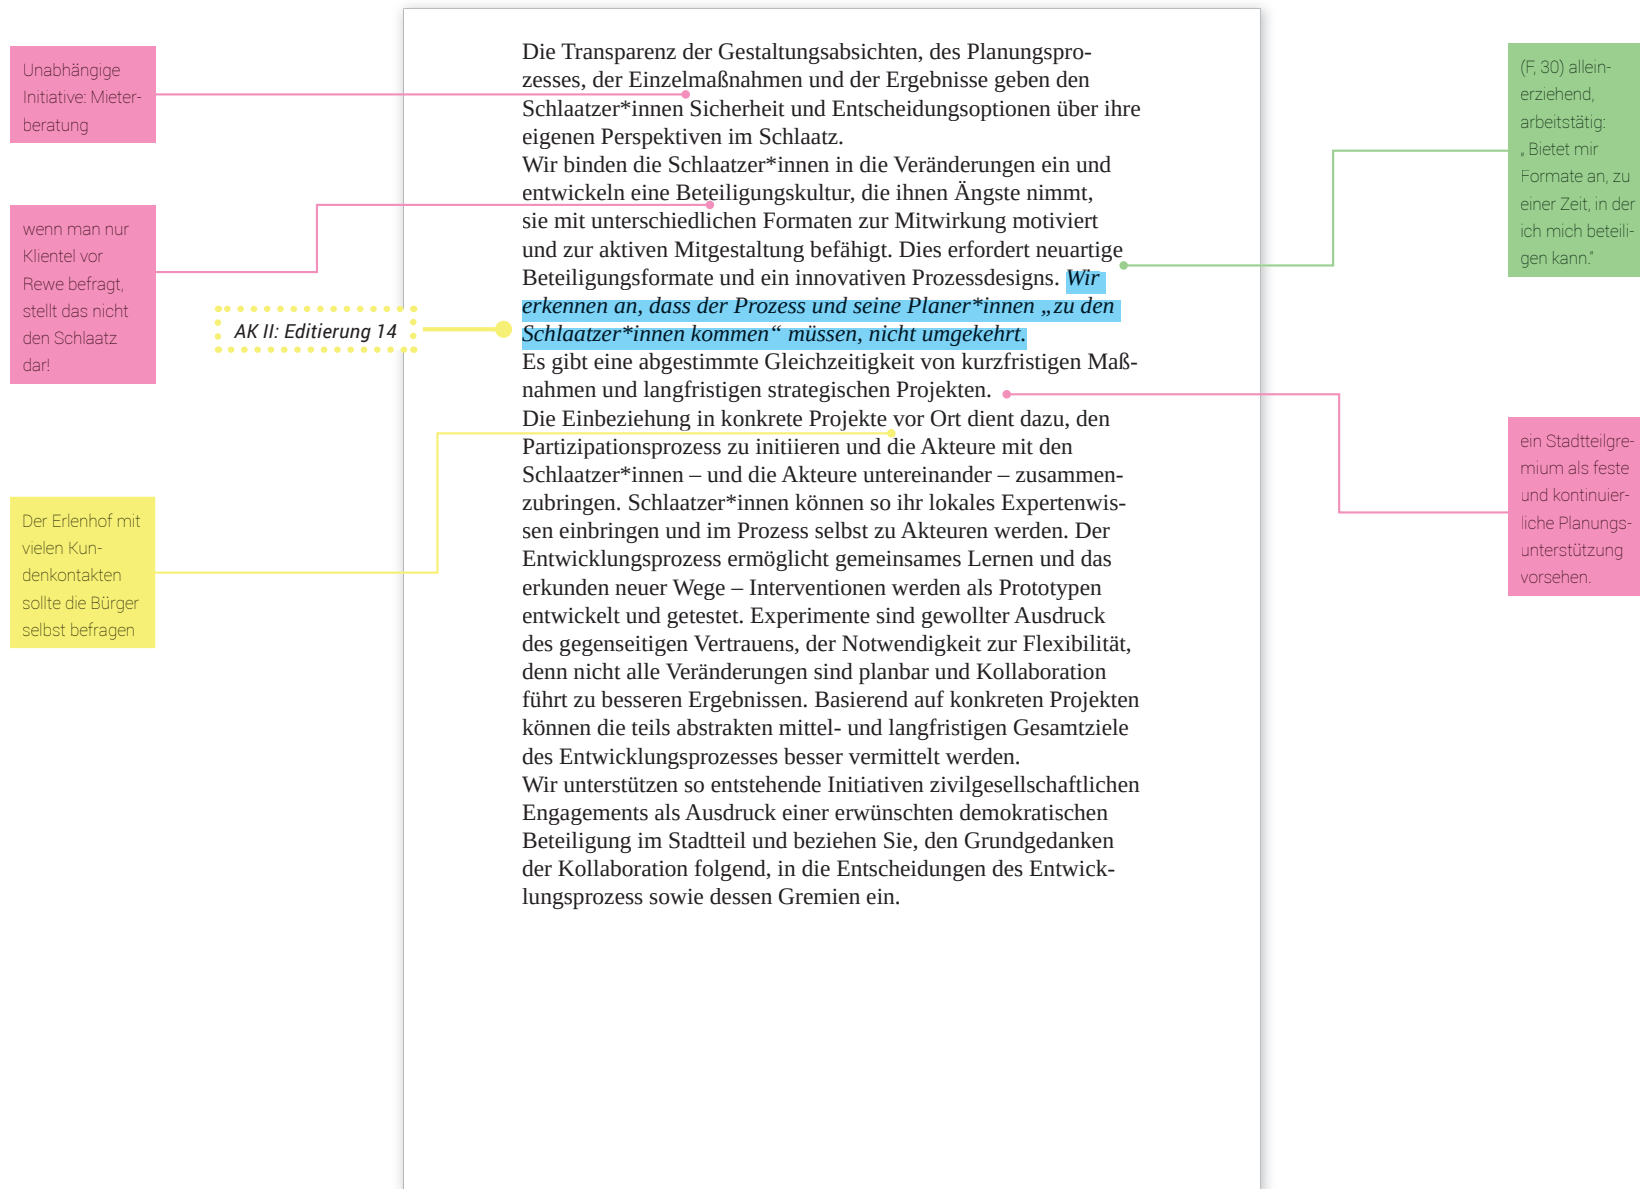 Unabhängige
Initiative: Mieter-
beratung
wenn man nur
Klientel vor
Rewe befragt,
stellt das nicht
den Schlaatz
dar!
AK II: Editierung 14
Der Erlenhof mit
vielen Kun-
denkontakten
sollte die Bürger
selbst befragen
Die Transparenz der Gestaltungsabsichten, des Planungspro-
zesses, der Einzelmaßnahmen und der Ergebnisse geben den
Schlaatzer*innen Sicherheit und Entscheidungsoptionen über ihre
eigenen Perspektiven im Schlaatz.
Wir binden die Schlaatzer*innen in die Veränderungen ein und
entwickeln eine Beteiligungskultur, die ihnen Ängste nimmt,
sie mit unterschiedlichen Formaten zur Mitwirkung motiviert
und zur aktiven Mitgestaltung befähigt. Dies erfordert neuartige
Beteiligungsformate und ein innovativen Prozessdesigns. Wir
erkennen an, dass der Prozess und seine Planer*innen „zu den
Schlaatzer*innen kommen“ müssen, nicht umgekehrt.
Es gibt eine abgestimmte Gleichzeitigkeit von kurzfristigen Maß-
nahmen und langfristigen strategischen Projekten.
Die Einbeziehung in konkrete Projekte vor Ort dient dazu, den
Partizipationsprozess zu initiieren und die Akteure mit den
Schlaatzer*innen – und die Akteure untereinander – zusammen-
zubringen. Schlaatzer*innen können so ihr lokales Expertenwis-
sen einbringen und im Prozess selbst zu Akteuren werden. Der
Entwicklungsprozess ermöglicht gemeinsames Lernen und das
erkunden neuer Wege – Interventionen werden als Prototypen
entwickelt und getestet. Experimente sind gewollter Ausdruck
des gegenseitigen Vertrauens, der Notwendigkeit zur Flexibilität,
denn nicht alle Veränderungen sind planbar und Kollaboration
führt zu besseren Ergebnissen. Basierend auf konkreten Projekten
können die teils abstrakten mittel- und langfristigen Gesamtziele
des Entwicklungsprozesses besser vermittelt werden.
Wir unterstützen so entstehende Initiativen zivilgesellschaftlichen
Engagements als Ausdruck einer erwünschten demokratischen
Beteiligung im Stadtteil und beziehen Sie, den Grundgedanken
der Kollaboration folgend, in die Entscheidungen des Entwick-
lungsprozess sowie dessen Gremien ein.
(F, 30) allein-
erziehend,
arbeitstätig:
„ Bietet mir
Formate an, zu
einer Zeit, in der
ich mich beteili-
gen kann.“
ein Stadtteilgre-
mium als feste
und kontinuier-
liche Planungs-
unterstützung
vorsehen.